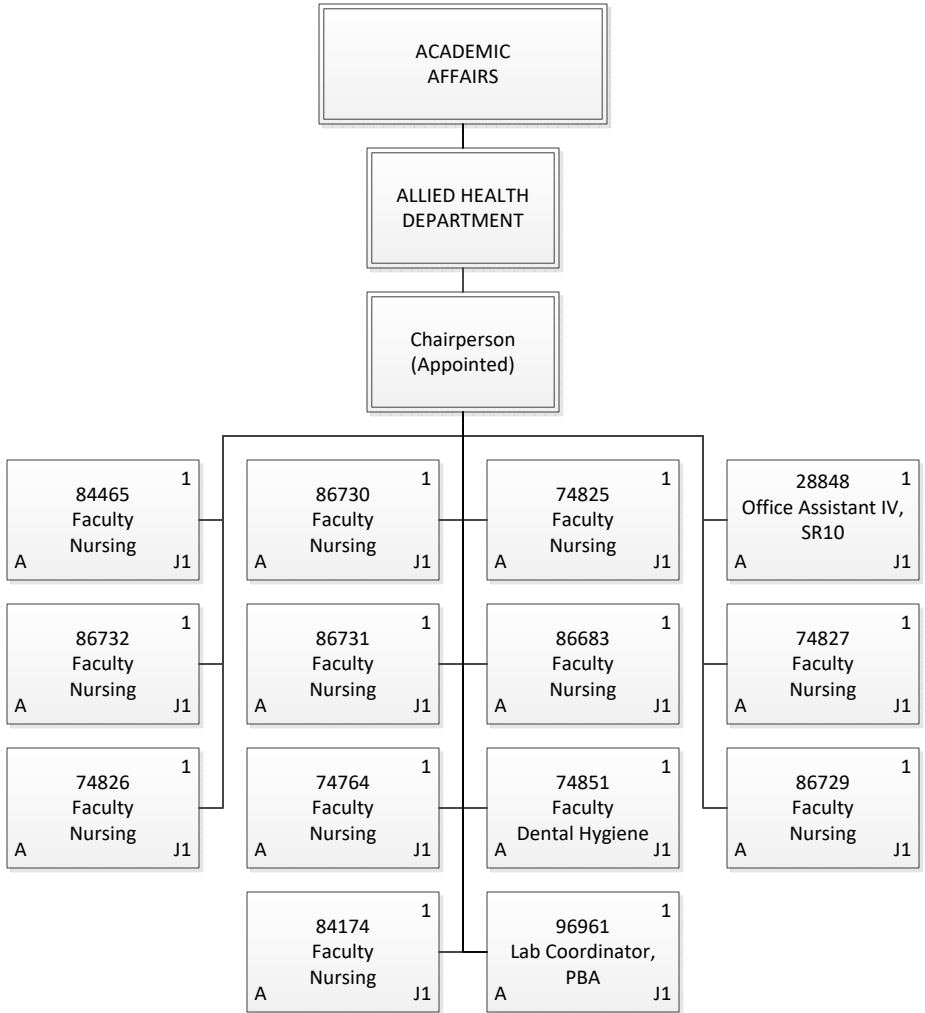 ACADEMIC
AFFAIRS
ALLIED HEALTH
DEPARTMENT
Chairperson
(Appointed)
84465
1
Faculty
Nursing
A
J1
86730
1
Faculty
Nursing
A
J1
74825
1
Faculty
Nursing
A
J1
28848
1
Office Assistant IV,
SR10
A
J1
86732
1
Faculty
Nursing
A
J1
86731
1
Faculty
Nursing
A
J1
86683
1
Faculty
Nursing
A
J1
74827
1
Faculty
Nursing
A
J1
74826
1
Faculty
Nursing
A
J1
74764
1
Faculty
Nursing
A
J1
74851
1
Faculty
Dental Hygiene
A
J1
86729
1
Faculty
Nursing
A
J1
84174
1
Faculty
Nursing
A
J1
96961
1
Lab Coordinator,
PBA
A
J1